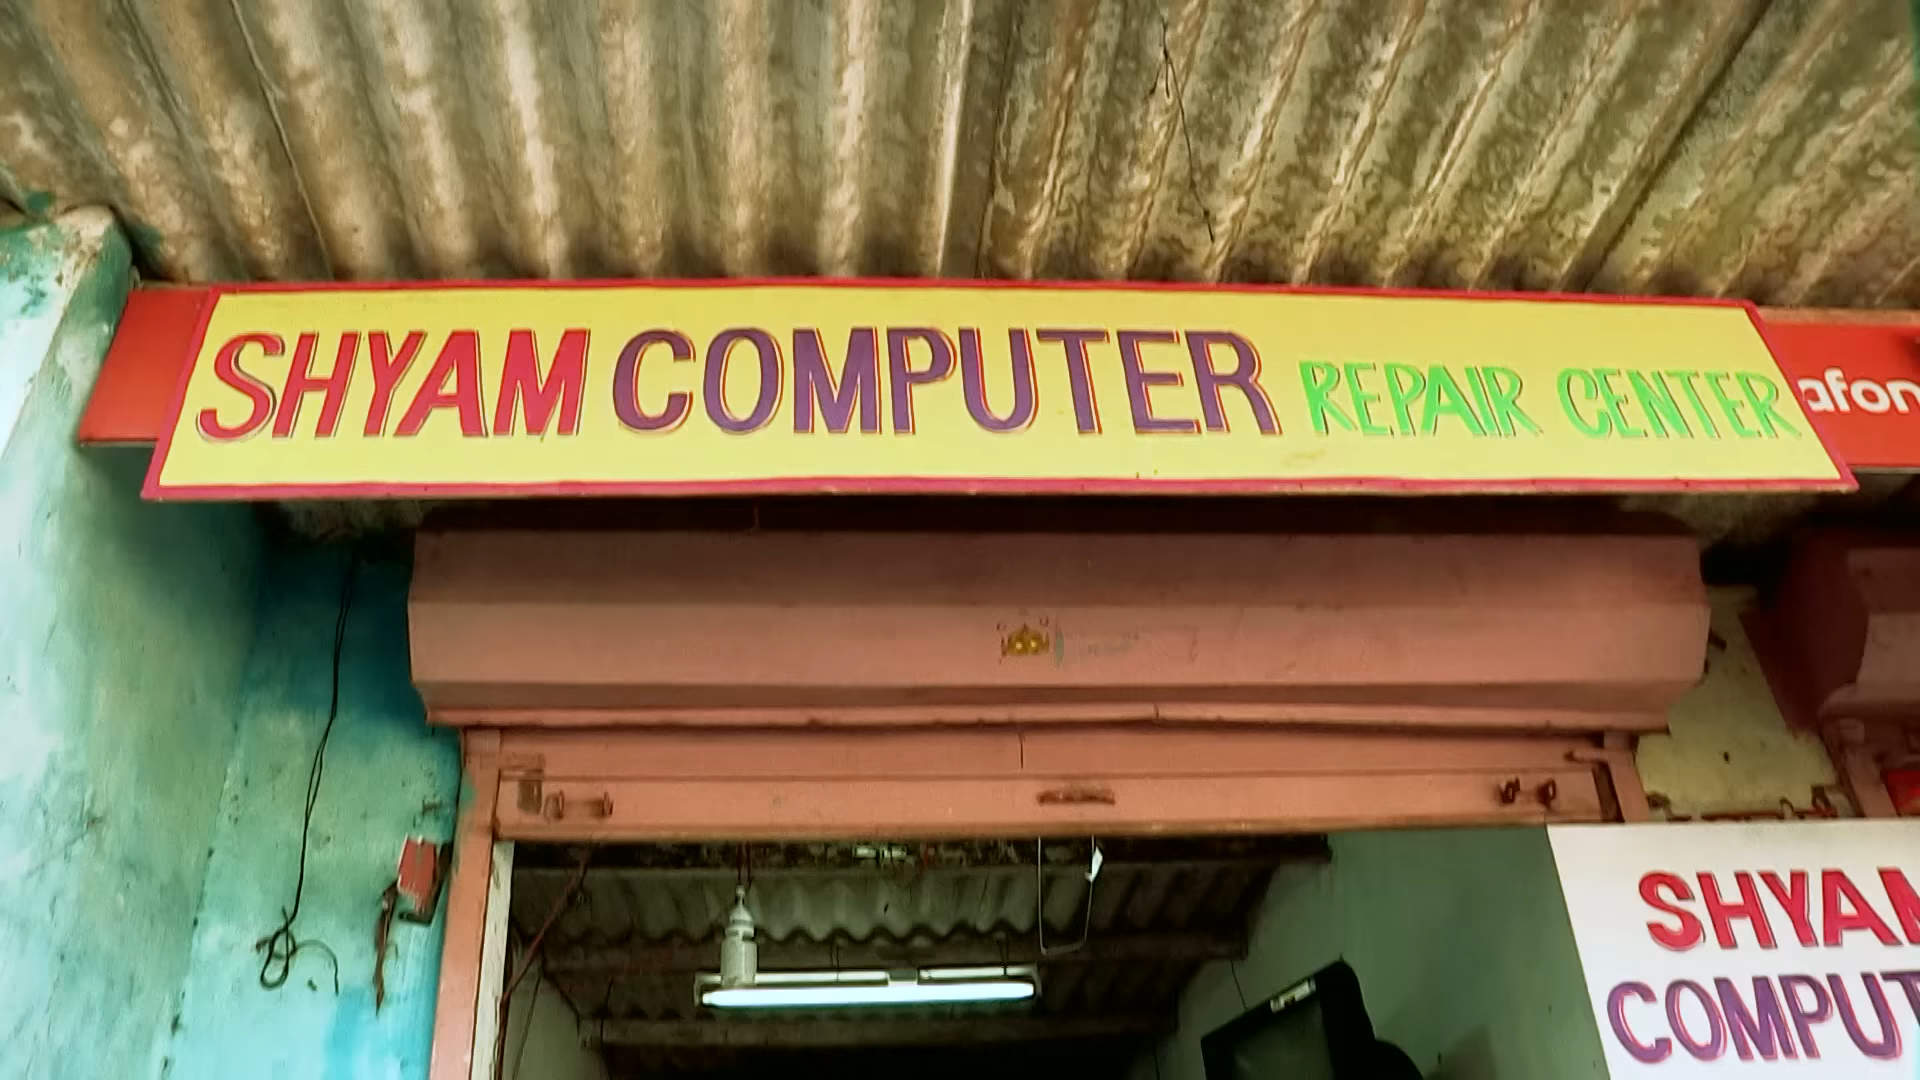 SHYAM COMPUTER REPAIR CENTER
afon
SHYAM
COMPUT